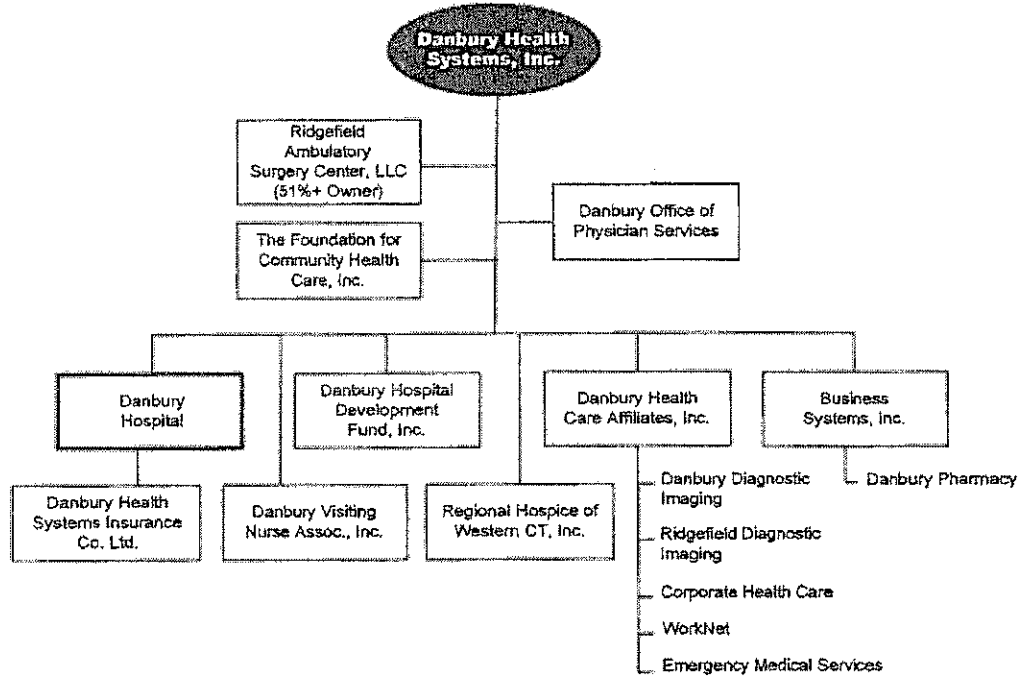 Danbury Health
Systems, Inc.
Ridgefield
Ambulatory
Surgery Center, LLC
(51%+ Owner)
Danbury Office of
Physician Services
The Foundation for
Community Health
Care, Inc.
Danbury
Hospital
Danbury Hospital
Development
Fund, Inc.
Danbury Health
Care Affiliates, Inc.
Business
Systems, Inc.
Danbury Health
Systems Insurance
Co. Ltd.
Danbury Visiting
Nurse Assoc., Inc.
Regional Hospice of
Western CT, Inc.
Danbury Diagnostic
Imaging
Ridgefield Diagnostic
Imaging
Corporate Health Care
WorkNet
Emergency Medical Services
Danbury Pharmacy